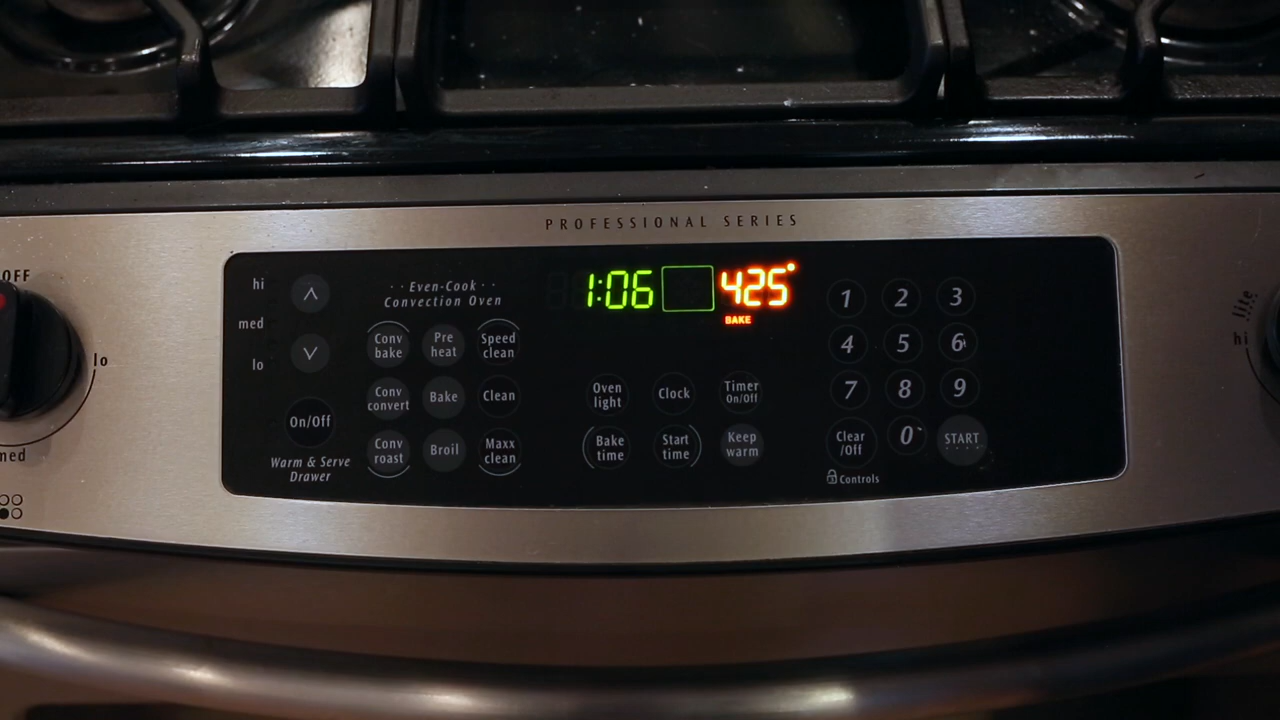 PROFESSIONAL SERIES
OFF
lo
med
hi
med
lo
On/Off
Warm & Serve
Drawer
·· Even-Cook ··
Convection Oven
Conv
bake
Pre
heat
Speed
clean
Conv
convert
Bake
Clean
Conv
roast
Broil
Maxx
clean
1:06
425°
BAKE
Oven
light
Clock
Timer
On/Off
Bake
time
Start
time
Keep
warm
1 2 3
4 5 6
7 8 9
Clear
/Off
0
START
Controls
lite
hi